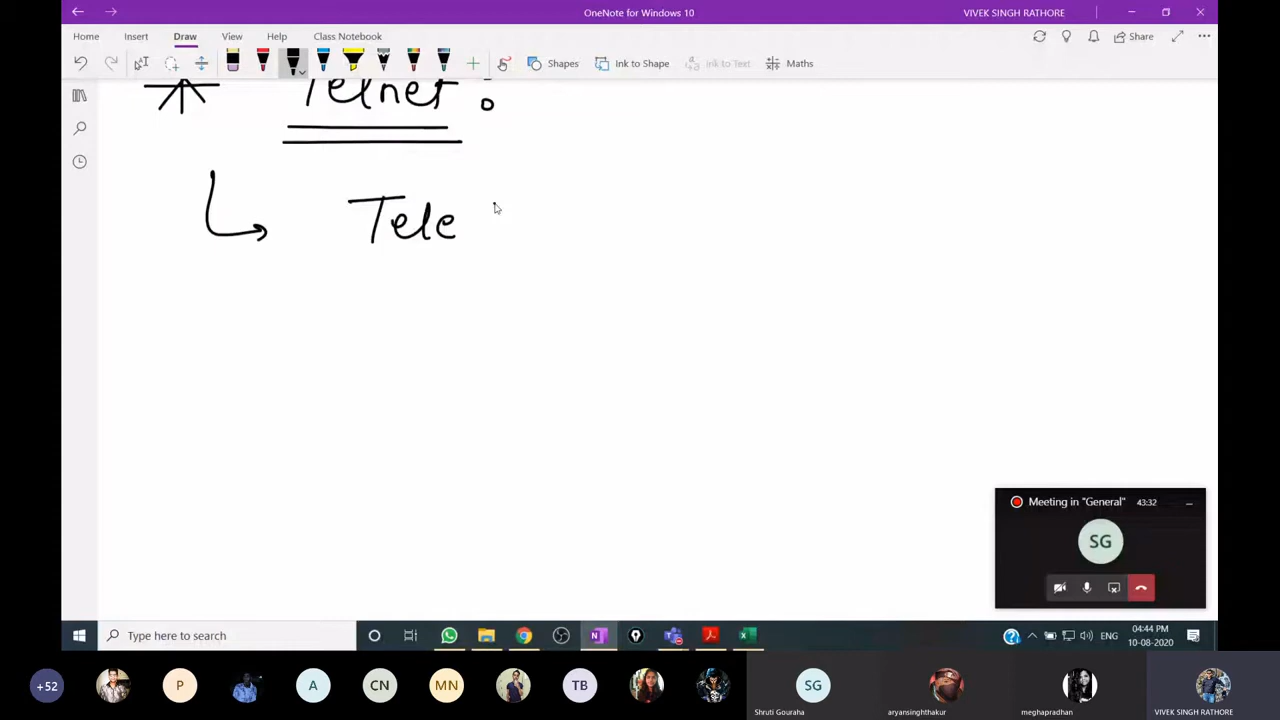 OneNote for Windows 10
VIVEK SINGH RATHORE
Home Insert Draw View Help Class Notebook
Share
Shapes Ink to Shape Ink to Text Maths
Telnet :
Tele
Meeting in "General" 43:32
SG
Type here to search
ENG
04:44 PM
10-08-2020
+52 P A CN MN TB SG
Shruti Gouraha aryansinghthakur meghapradhan VIVEK SINGH RATHORE